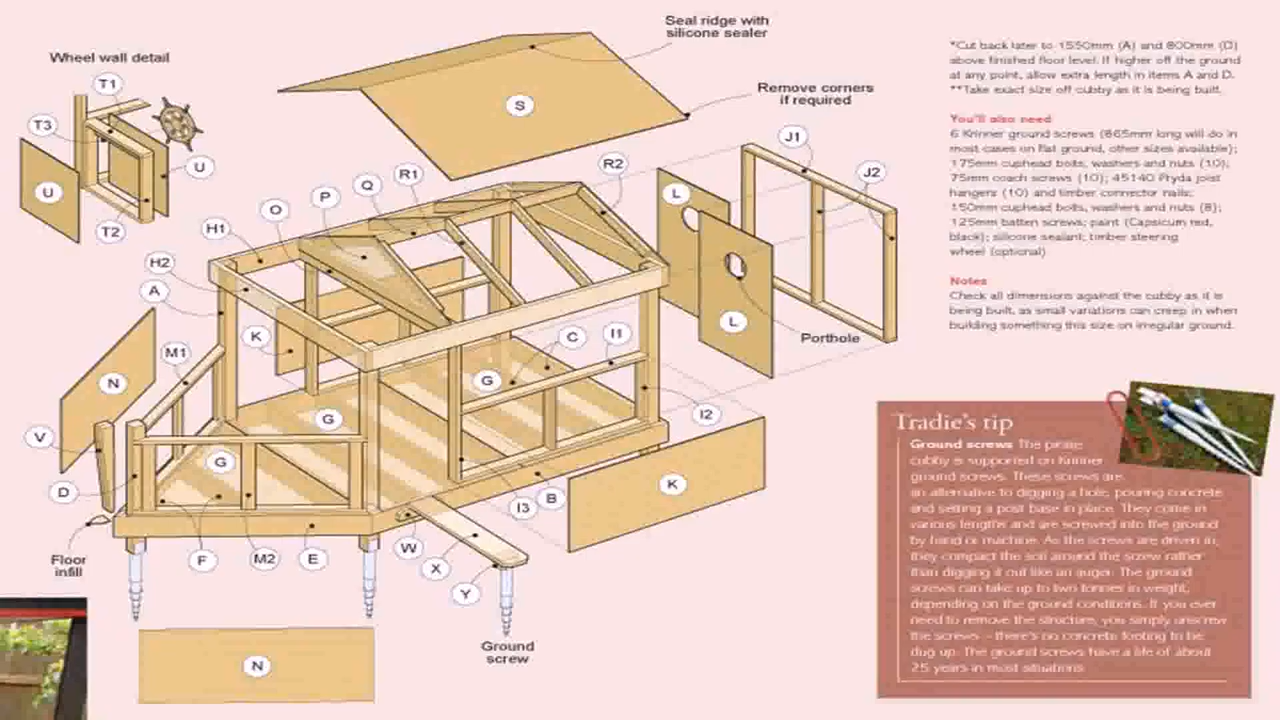 Wheel wall detail
T1
T3
U
U
T2
Seal ridge with
silicone sealer
S
Remove corners
if required
J1
J2
R2
L
L
Porthole
R1
Q
P
O
H1
H2
A
K
M1
N
V
D
Floor
infill
G
G
G
C
I1
I2
K
B
I3
W
X
Y
F
M2
E
N
Ground
screw
*Cut back later to 1550mm (A) and 800mm (D)
above finished floor level. If higher off the ground
at any point, allow extra length in items A and D.
**Take exact size off cubby as it is being built.
You'll also need
6 Krinner ground screws (865mm long will do in
most cases on flat ground, other sizes available);
175mm cuphead bolts, washers and nuts (10);
75mm coach screws (10); 45140 Pryda joist
hangers (10) and timber connector nails;
150mm cuphead bolts, washers and nuts (8);
125mm batten screws; paint (Capsicum red,
black); silicone sealant; timber steering
wheel (optional)
Notes
Check all dimensions against the cubby as it is
being built, as small variations can creep in when
building something this size on irregular ground.
Tradie's tip
Ground screws The pirate
cubby is supported on Krinner
ground screws. These screws are
an alternative to digging a hole, pouring concrete
and setting a post base in place. They come in
various lengths and are screwed into the ground
by hand or machine. As the screws are driven in,
they compact the soil around the screw rather
than digging it out like an auger. The ground
screws can take up to two tonnes in weight,
depending on the ground conditions. If you ever
need to remove the structure, you simply unscrew
the screws – there's no concrete footing to be
dug up. The ground screws have a life of about
25 years in most situations